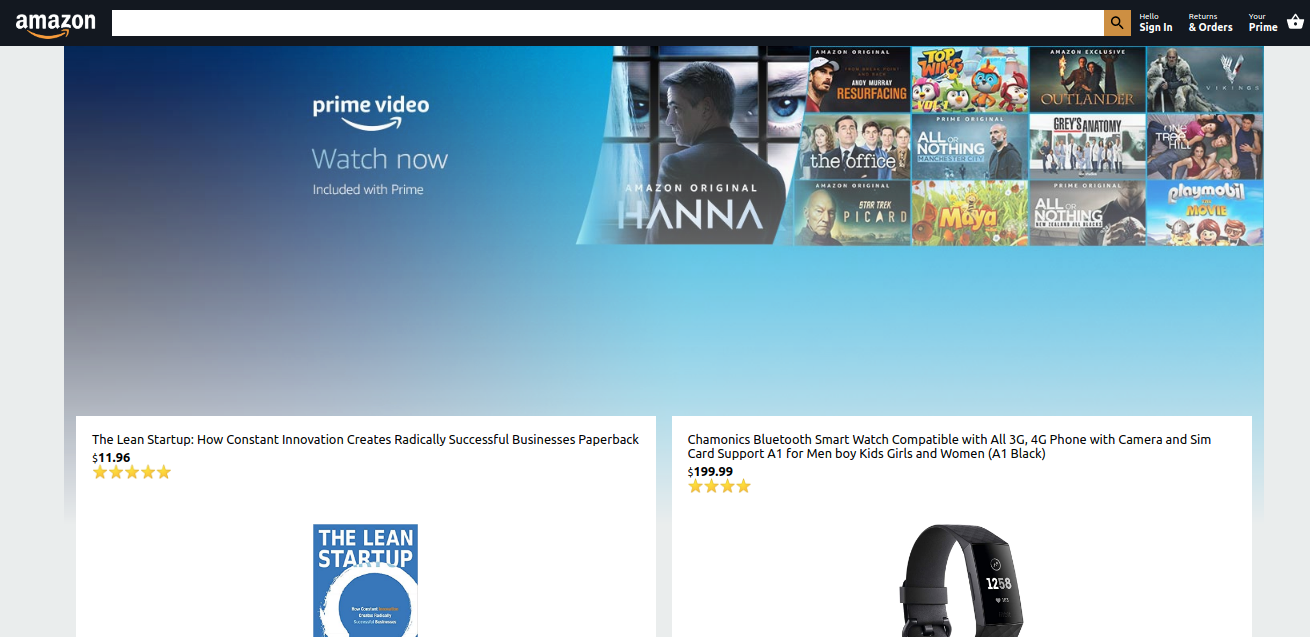 amazon
Hello
Sign In
Returns
& Orders
Your
Prime
prime video
Watch now
Included with Prime
AMAZON ORIGINAL
HANNA
AMAZON ORIGINAL
ANDY MURRAY
RESURFACING
TOP
WING
VOL.1
AMAZON EXCLUSIVE
OUTLANDER
VIKINGS
the office
PRIME ORIGINAL
ALL OR
NOTHING
MANCHESTER CITY
GREY'S ANATOMY
ONE
TREE
HILL
AMAZON ORIGINAL
STAR TREK
PICARD
Maya
PRIME ORIGINAL
ALL OR
NOTHING
NEW ZEALAND ALL BLACKS
playmobil
THE
MOVIE
The Lean Startup: How Constant Innovation Creates Radically Successful Businesses Paperback
$11.96
THE LEAN
STARTUP
How Constant Innovation
Creates Radically
Successful Businesses
Chamonics Bluetooth Smart Watch Compatible with All 3G, 4G Phone with Camera and Sim
Card Support A1 for Men boy Kids Girls and Women (A1 Black)
$199.99
1258